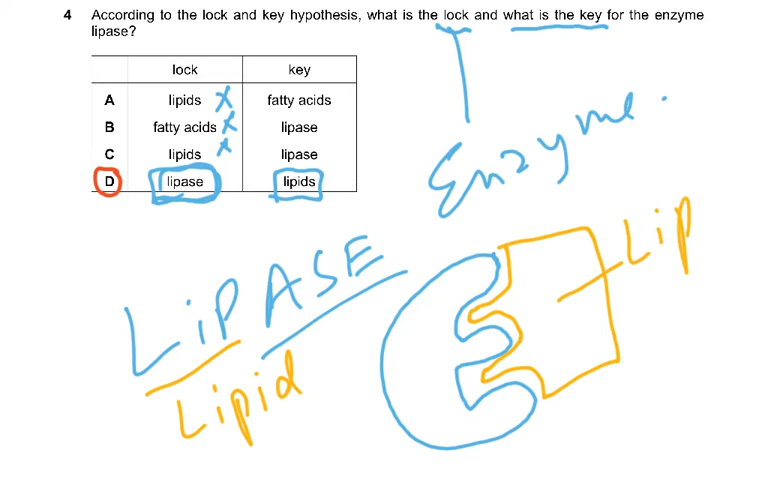 4 According to the lock and key hypothesis, what is the lock and what is the key for the enzyme
lipase?
lock key
A lipids X fatty acids
B fatty acids X lipase
C lipids X lipase
D lipase lipids
Enzyme.
LiPASE
Lipid
Lip